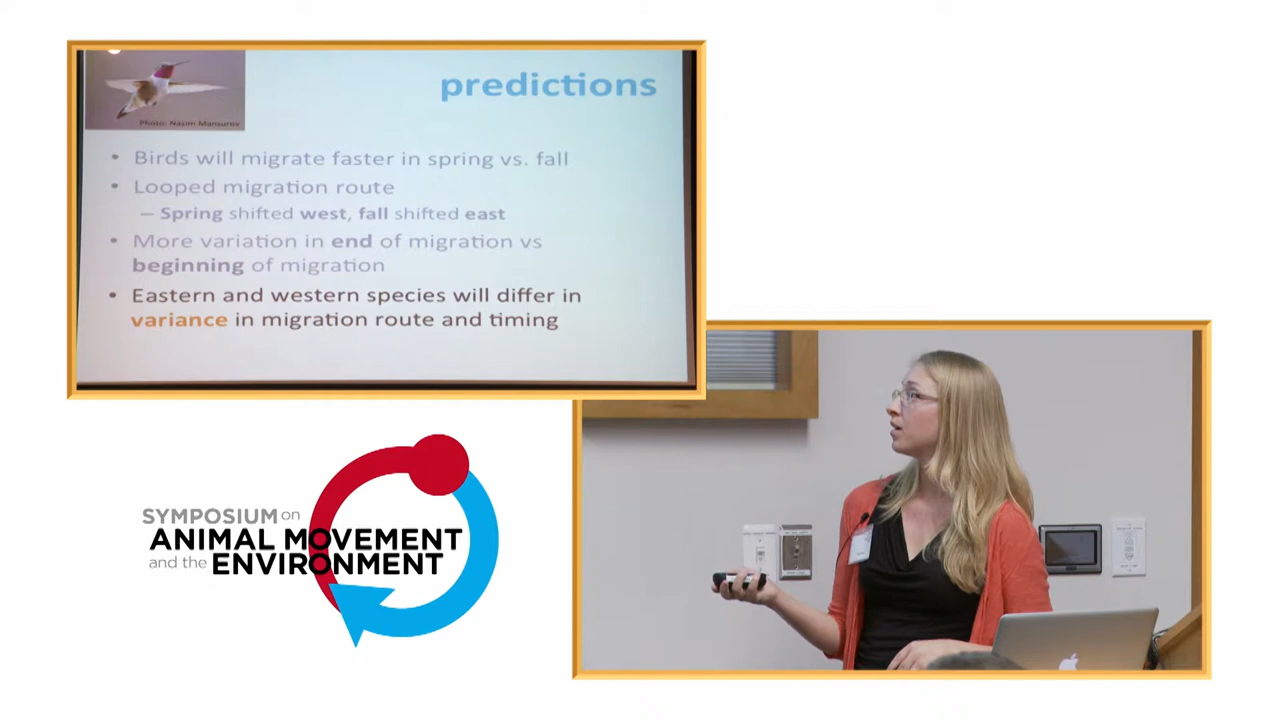 predictions
Photo: Nasim Mansurov
• Birds will migrate faster in spring vs. fall
• Looped migration route
– Spring shifted west, fall shifted east
• More variation in end of migration vs
beginning of migration
• Eastern and western species will differ in
variance in migration route and timing
SYMPOSIUM on
ANIMAL MOVEMENT
and the ENVIRONMENT